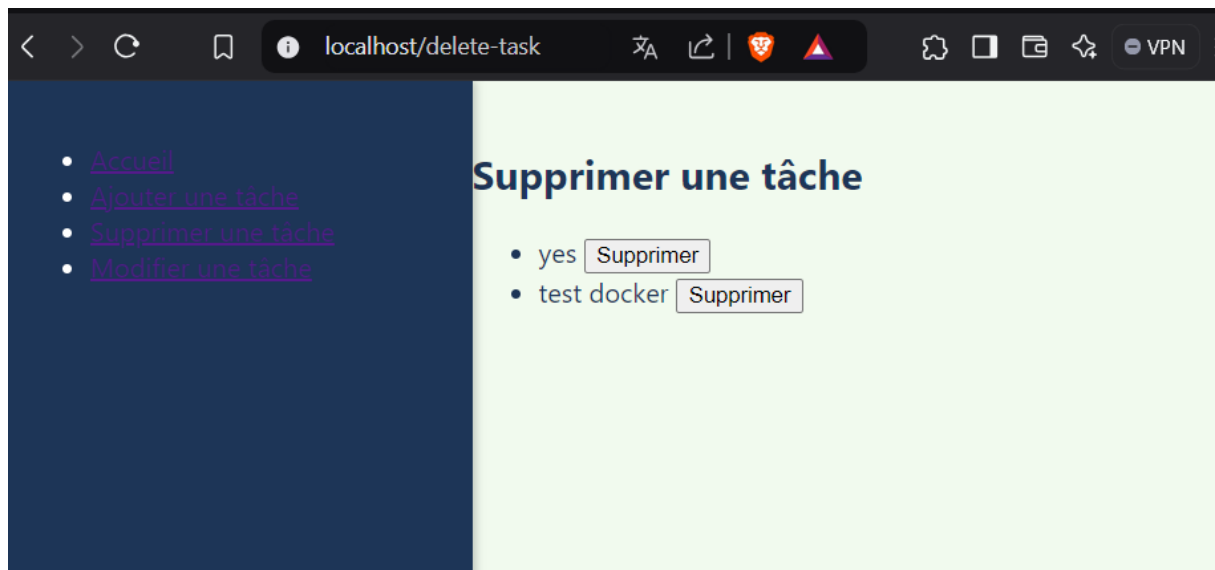 localhost/delete-task
VPN
Accueil
Ajouter une tâche
Supprimer une tâche
Modifier une tâche
Supprimer une tâche
yes Supprimer
test docker Supprimer